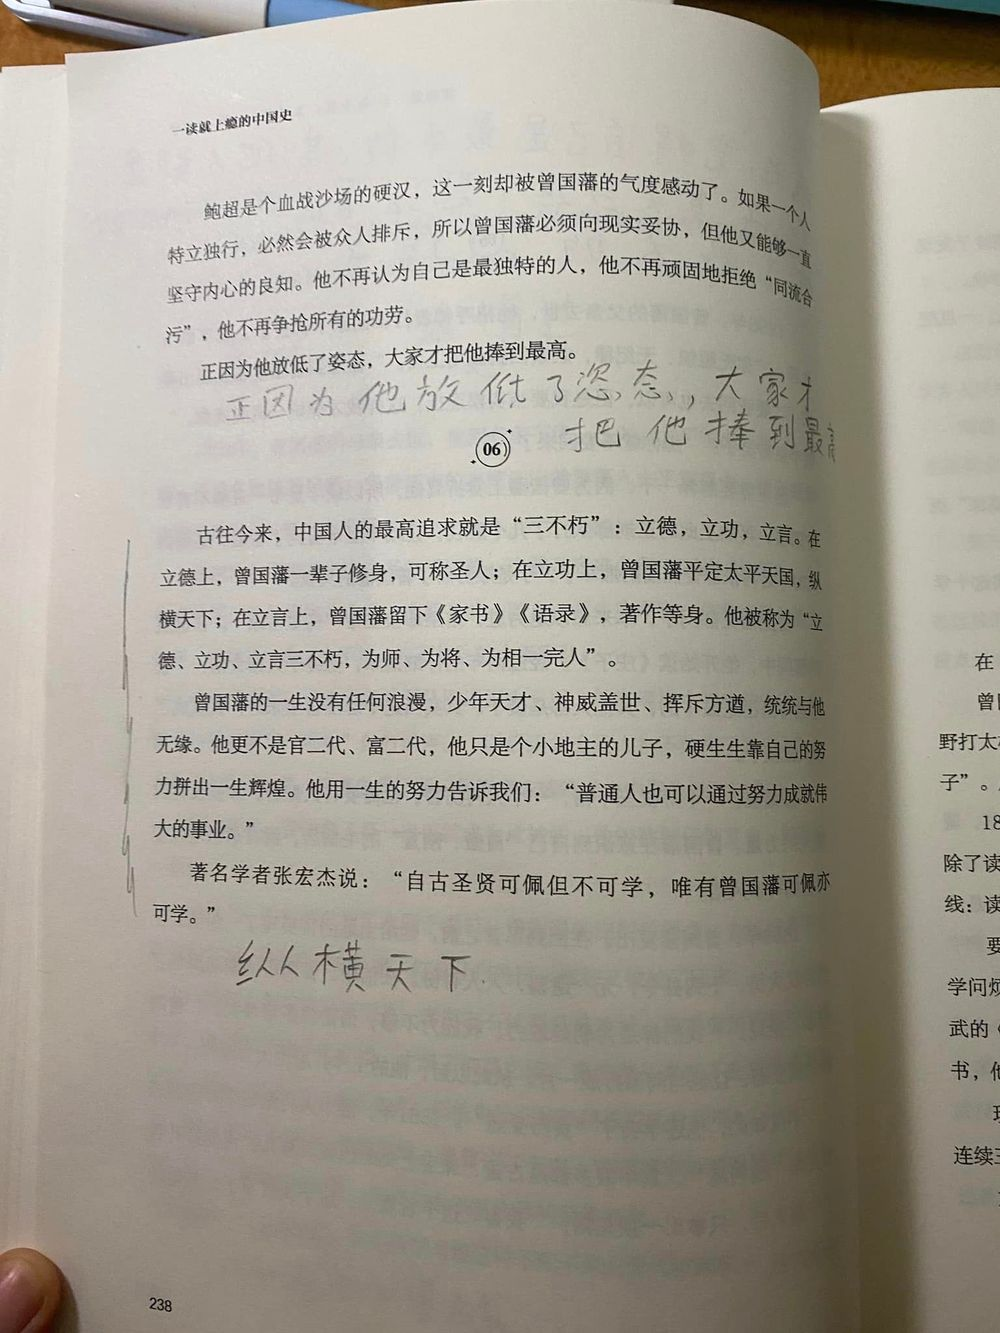 一读就上瘾的中国史
鲍超是个血战沙场的硬汉，这一刻却被曾国藩的气度感动了。如果一个人
特立独行，必然会被众人排斥，所以曾国藩必须向现实妥协，但他又能够一直
坚守内心的良知。他不再认为自己是最独特的人，他不再顽固地拒绝“同流合
污”，他不再争抢所有的功劳。
正因为他放低了姿态，大家才把他捧到最高。
正因为他放低了恣态，大家才
把他捧到最高
06
古往今来，中国人的最高追求就是“三不朽”：立德，立功，立言。在
立德上，曾国藩一辈子修身，可称圣人；在立功上，曾国藩平定太平天国，纵
横天下；在立言上，曾国藩留下《家书》《语录》，著作等身。他被称为“立
德、立功、立言三不朽，为师、为将、为相一完人”。
曾国藩的一生没有任何浪漫，少年天才、神威盖世、挥斥方遒，统统与他
无缘。他更不是官二代、富二代，他只是个小地主的儿子，硬生生靠自己的努
力拼出一生辉煌。他用一生的努力告诉我们：“普通人也可以通过努力成就伟
大的事业。”
著名学者张宏杰说：“自古圣贤可佩但不可学，唯有曾国藩可佩亦
可学。”
纵横天下
238
在
曾
野打太
子”。
18
除了读
线：读
要
学问烦
武的《
书，他
连续三